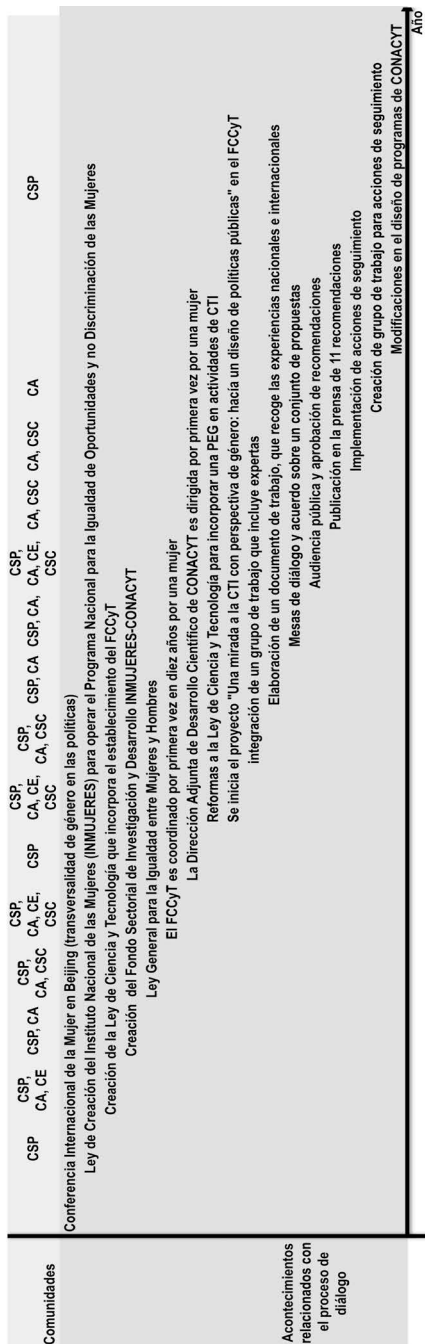 Comunidades
CSP
CSP,
CA, CE
CSP, CA
CSP,
CA, CSC
CSP,
CA, CE,
CSC
CSP
CSP,
CA, CE,
CSC
CSP,
CA, CSC
CSP, CA
CSP, CA,
CSP,
CA, CE,
CSC
CA, CSC
CA, CSC
CA
CSP
Acontecimientos
relacionados con
el proceso de
diálogo
Conferencia Internacional de la Mujer en Beijing (transversalidad de género en las políticas)
Ley de Creación del Instituto Nacional de las Mujeres (INMUJERES) para operar el Programa Nacional para la Igualdad de Oportunidades y no Discriminación de las Mujeres
Creación de la Ley de Ciencia y Tecnología que incorpora el establecimiento del FCCyT
Creación del Fondo Sectorial de Investigación y Desarrollo INMUJERES-CONACYT
Ley General para la Igualdad entre Mujeres y Hombres
El FCCyT es coordinado por primera vez en diez años por una mujer
La Dirección Adjunta de Desarrollo Científico de CONACYT es dirigida por primera vez por una mujer
Reformas a la Ley de Ciencia y Tecnología para incorporar una PEG en actividades de CTI
Se inicia el proyecto "Una mirada a la CTI con perspectiva de género: hacía un diseño de políticas públicas" en el FCCyT
integración de un grupo de trabajo que incluye expertas
Elaboración de un documento de trabajo, que recoge las experiencias nacionales e internacionales
Mesas de diálogo y acuerdo sobre un conjunto de propuestas
Audiencia pública y aprobación de recomendaciones
Publicación en la prensa de 11 recomendaciones
Implementación de acciones de seguimiento
Creación de grupo de trabajo para acciones de seguimiento
Modificaciones en el diseño de programas de CONACYT
Año